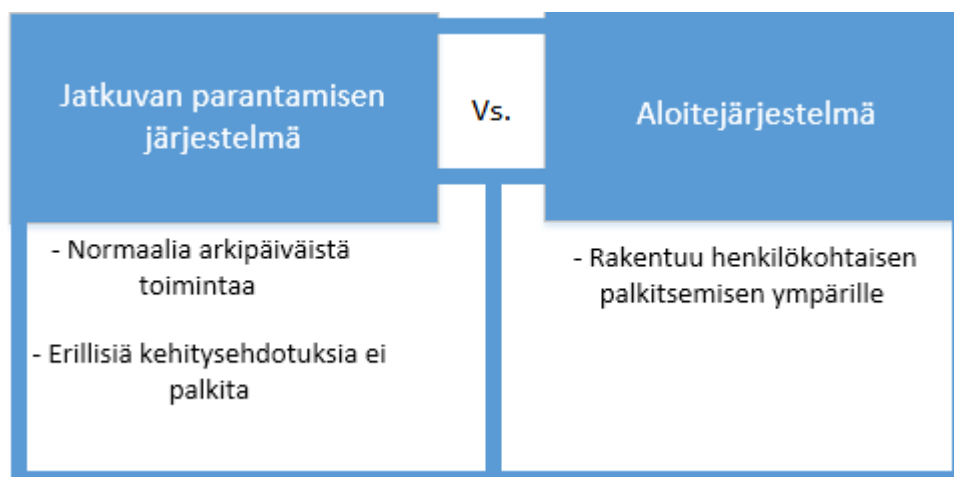 Jatkuvan parantamisen
järjestelmä
Vs.
Aloitejärjestelmä
- Normaalia arkipäiväistä
toimintaa
- Erillisiä kehitysehdotuksia ei
palkita
- Rakentuu henkilökohtaisen
palkitsemisen ympärille